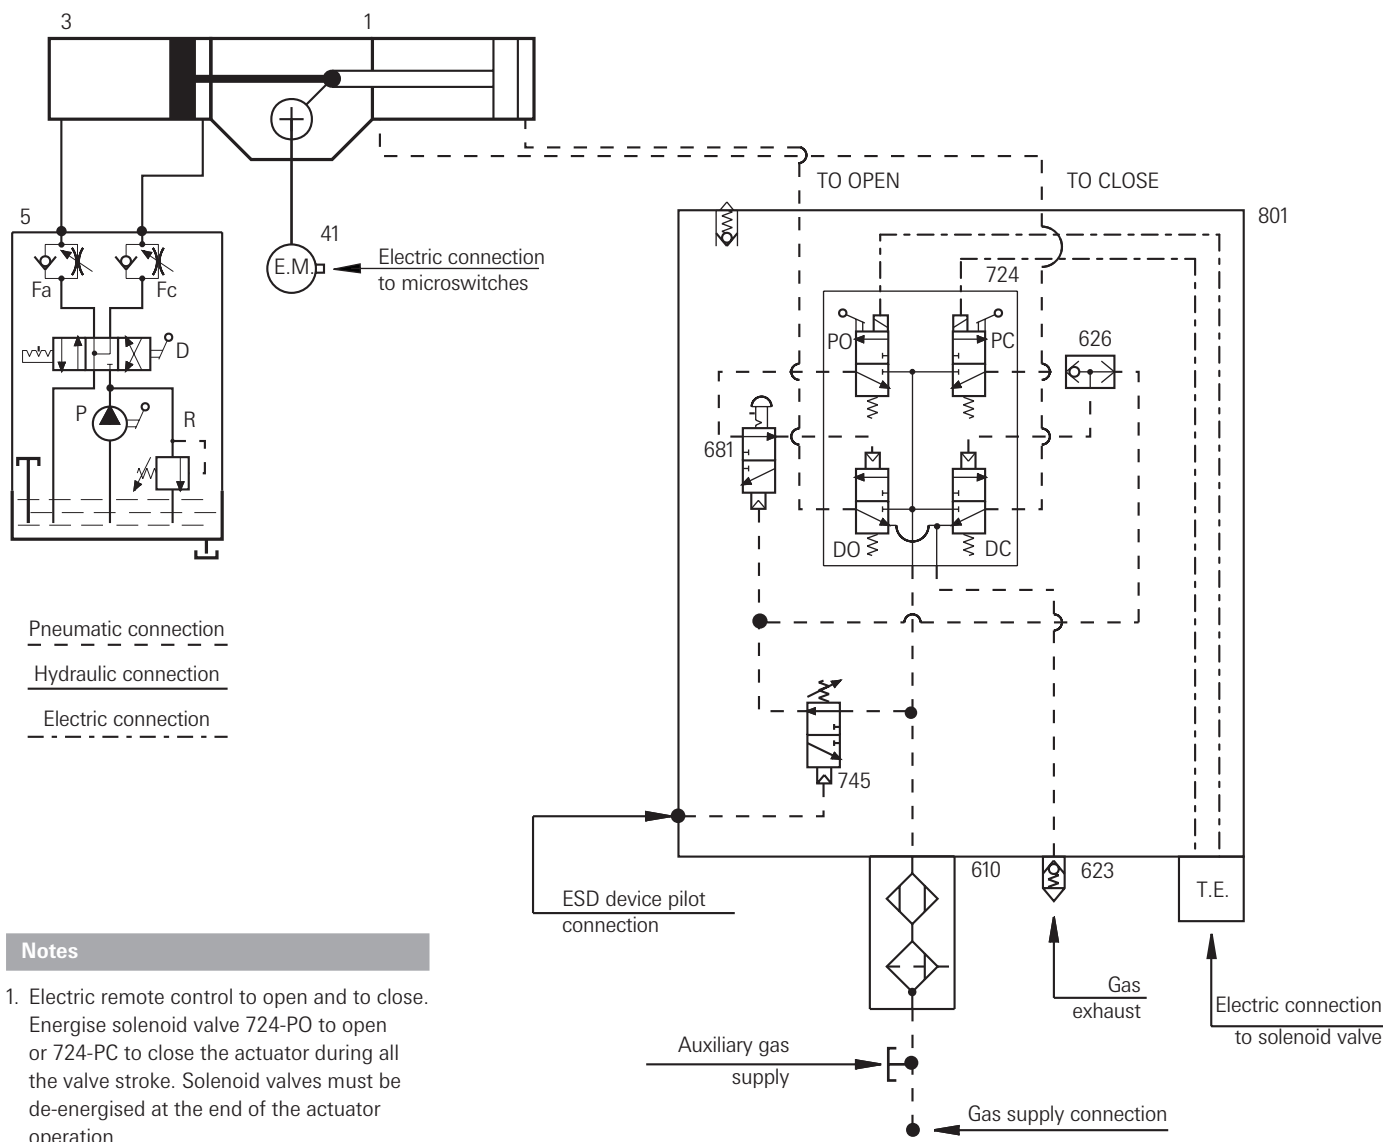 3
1
TO OPEN
TO CLOSE
801
5
41
E.M.
Electric connection
to microswitches
Fa
Fc
D
P
R
724
PO
PC
626
681
DO
DC
Pneumatic connection
Hydraulic connection
Electric connection
745
ESD device pilot
connection
610
623
T.E.
Gas
exhaust
Electric connection
to solenoid valve
Auxiliary gas
supply
Gas supply connection
Notes
1. Electric remote control to open and to close.
Energise solenoid valve 724-PO to open
or 724-PC to close the actuator during all
the valve stroke. Solenoid valves must be
de-energised at the end of the actuator
operation